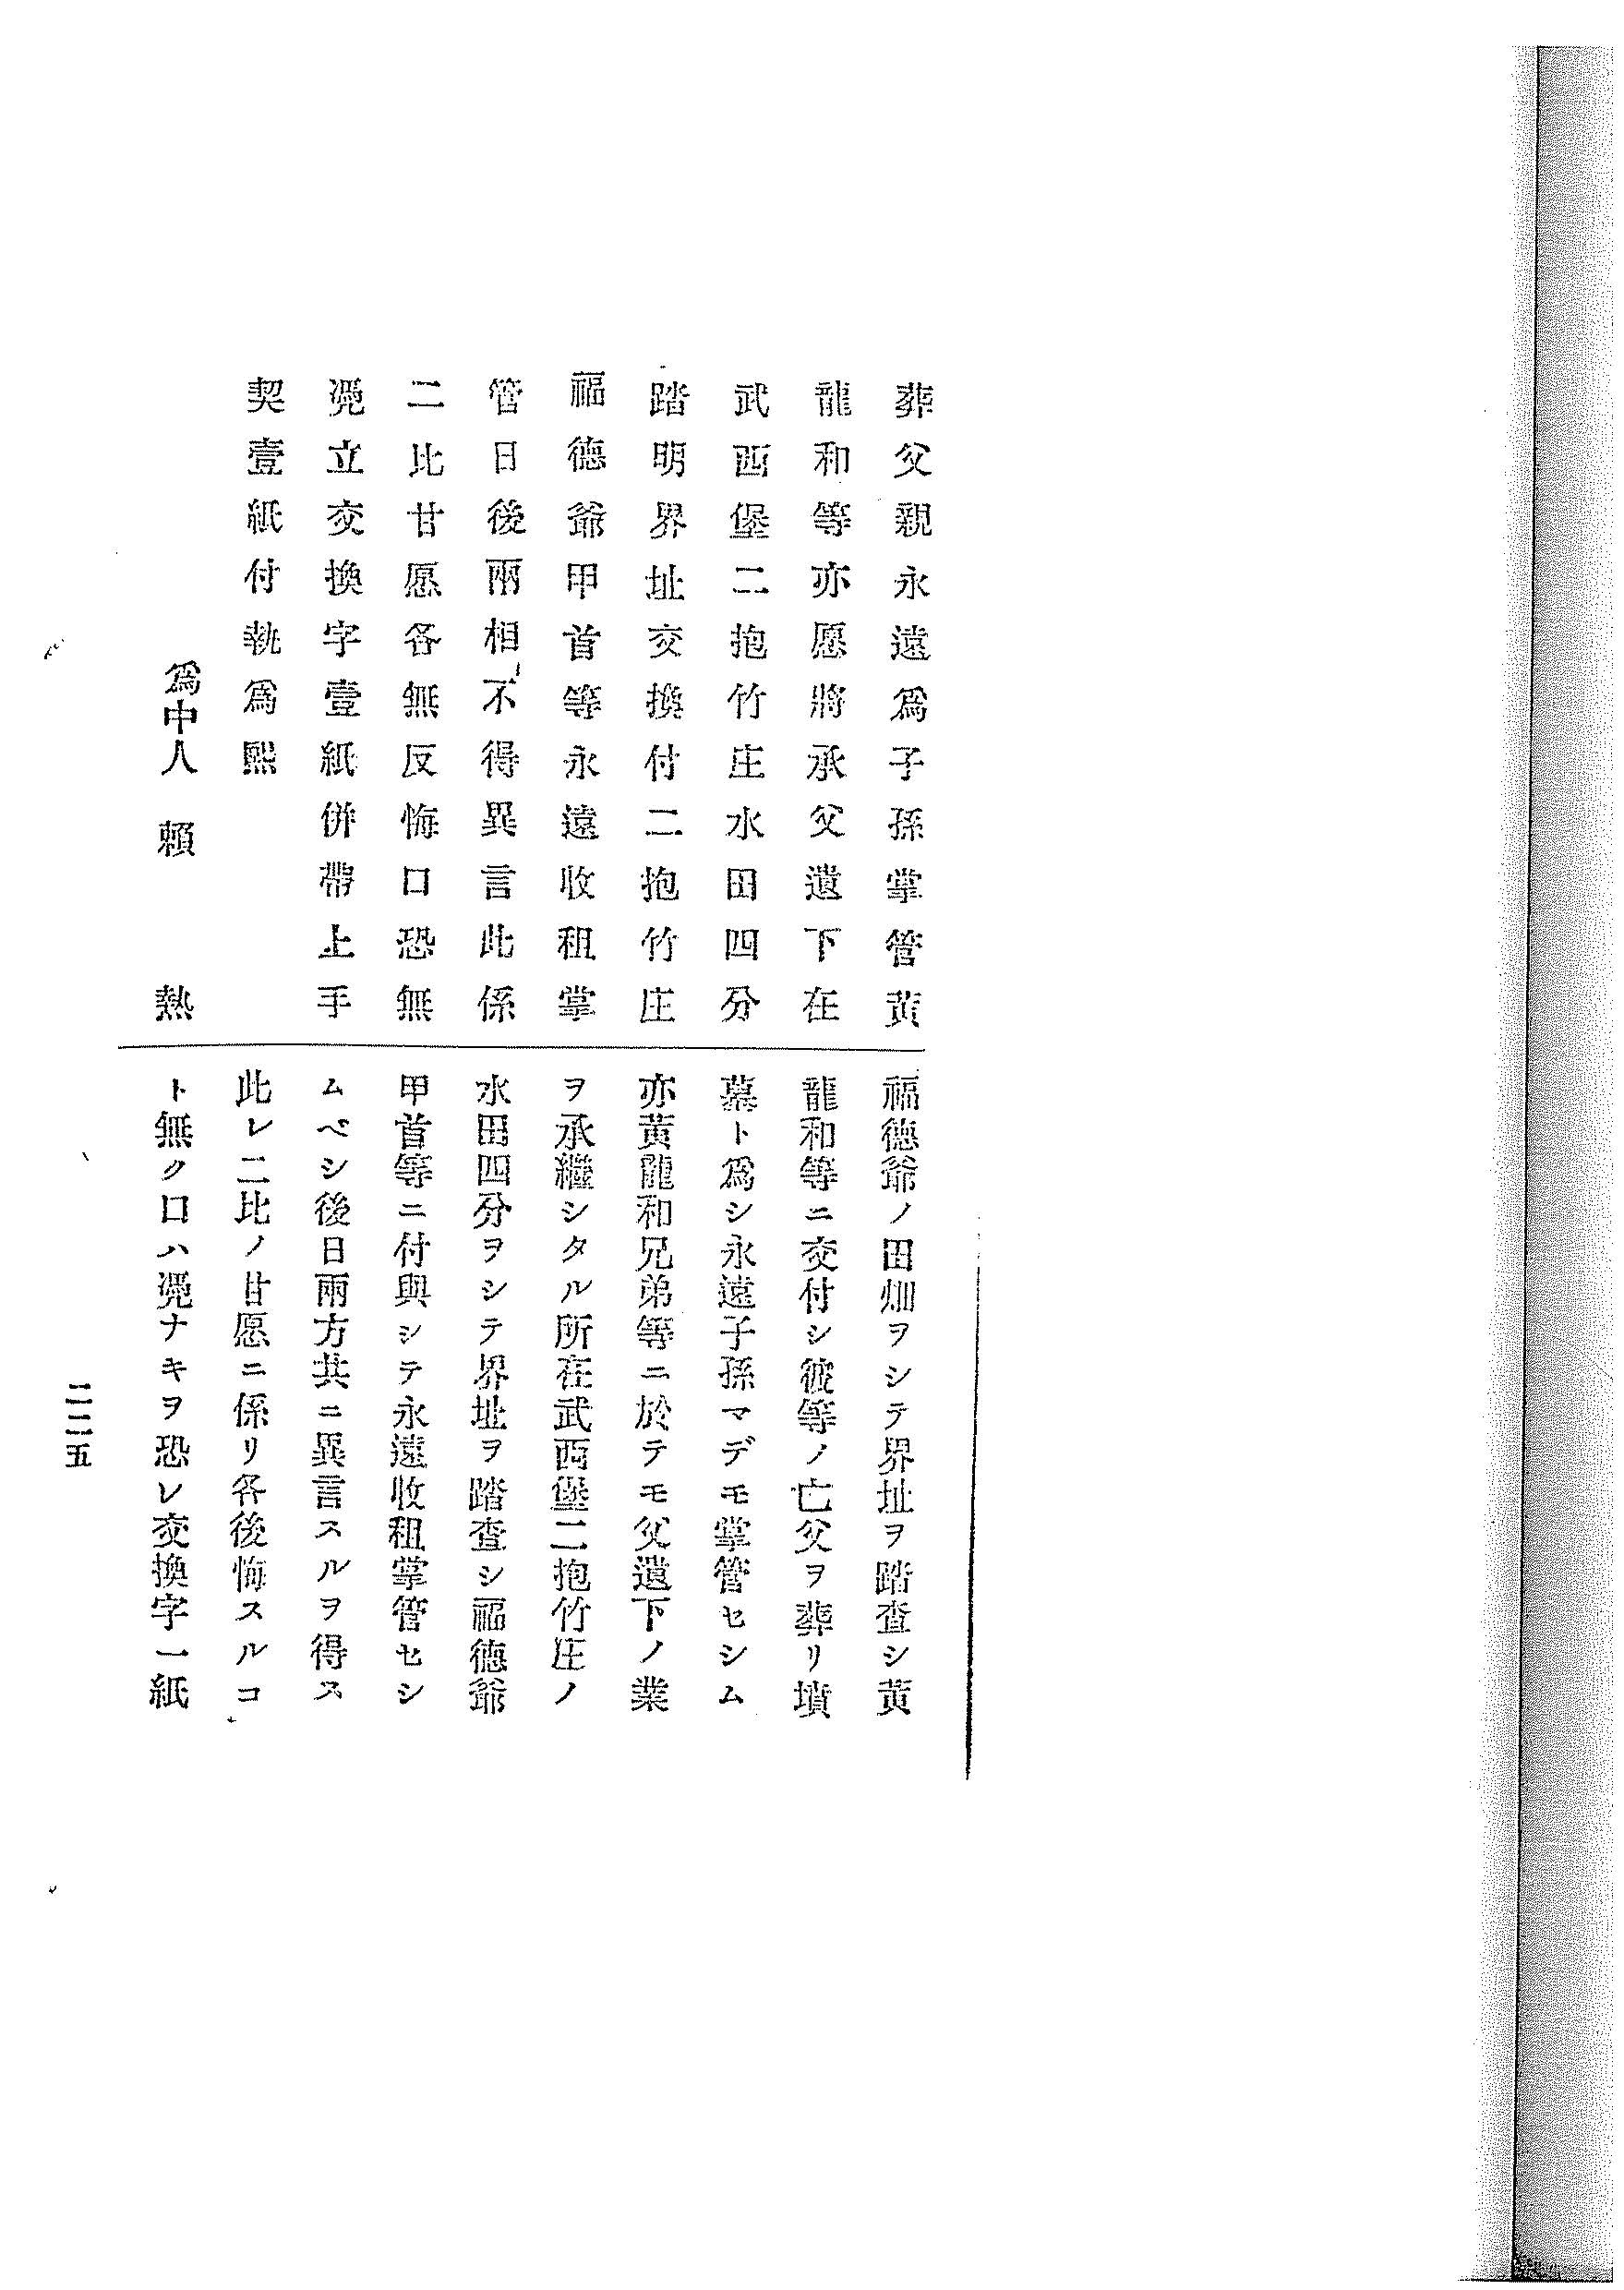 葬父親永遠爲子孫掌管黃
龍和等亦愿將承父遺下在
武西堡二抱竹庄水田四分
踏明界址交換付二抱竹庄
福德爺甲首等永遠收租掌
管日後兩相不得異言此係
二比甘愿各無反悔口恐無
憑立交換字壹紙併帶上手
契壹紙付執爲照
爲中人 賴 熱
福德爺ノ田畑ヲシテ界址ヲ踏查シ黃
龍和等ニ交付シ彼等ノ亡父ヲ葬リ墳
墓ト爲シ永遠子孫マデモ掌管セシム
亦黃龍和兄弟等ニ於テモ父遺下ノ業
ヲ承繼シタル所在武西堡二抱竹庄ノ
水田四分ヲシテ界址ヲ踏查シ福德爺
甲首等ニ付與シテ永遠收租掌管セシ
ムベシ後日兩方共ニ異言スルヲ得ス
此レ二比ノ甘愿ニ係リ各後悔スルコ
ト無ク口ハ憑ナキヲ恐レ交換字一紙
二二五